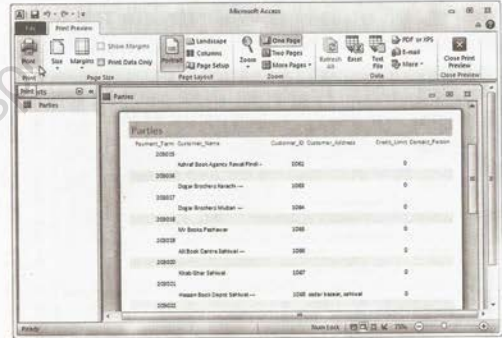 Microsoft Access
File Print Preview
Print Size Margins Show Margins Print Data Only Portrait Landscape Columns Page Setup Zoom One Page Two Pages More Pages Refresh All Excel Text File PDF or XPS E-mail More Close Print Preview
Print Page Size Page Layout Zoom Data Close Preview
Parties
Parties
Parties
Payment_Term Customer_Name Customer_ID Customer_Address Credit_Limit Contact_Person
Ashraf Book Agency Rawal Pindi - 1062 0
Dogar Brothers Karachi --- 1063 0
Dogar Brothers Multan --- 1064 0
Mr Books Peshawar 1065 0
Ali Book Centre Sahiwal --- 1066 0
Kitab Ghar Sahiwal 1067 0
Hassan Book Depot Sahiwal --- 1068 sadar bazaar, sahiwal 0
Ready Num Lock 70%